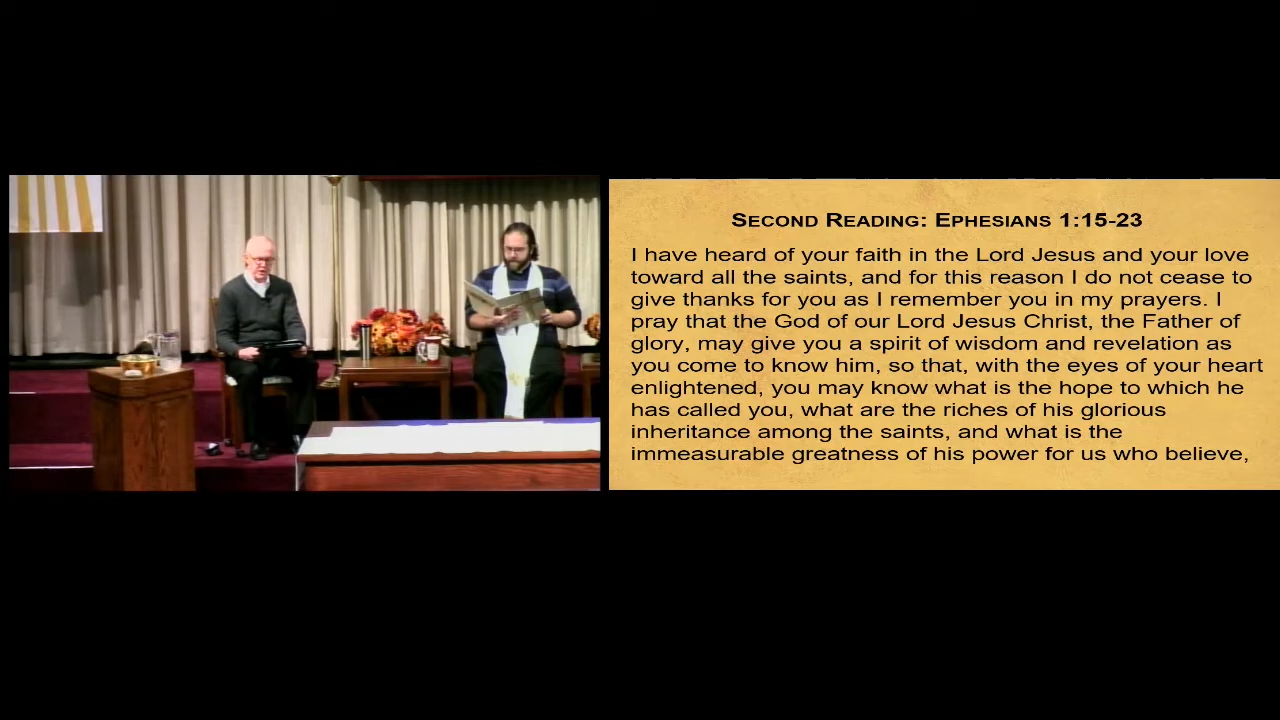 Second Reading: Ephesians 1:15-23
I have heard of your faith in the Lord Jesus and your love
toward all the saints, and for this reason I do not cease to
give thanks for you as I remember you in my prayers. I
pray that the God of our Lord Jesus Christ, the Father of
glory, may give you a spirit of wisdom and revelation as
you come to know him, so that, with the eyes of your heart
enlightened, you may know what is the hope to which he
has called you, what are the riches of his glorious
inheritance among the saints, and what is the
immeasurable greatness of his power for us who believe,